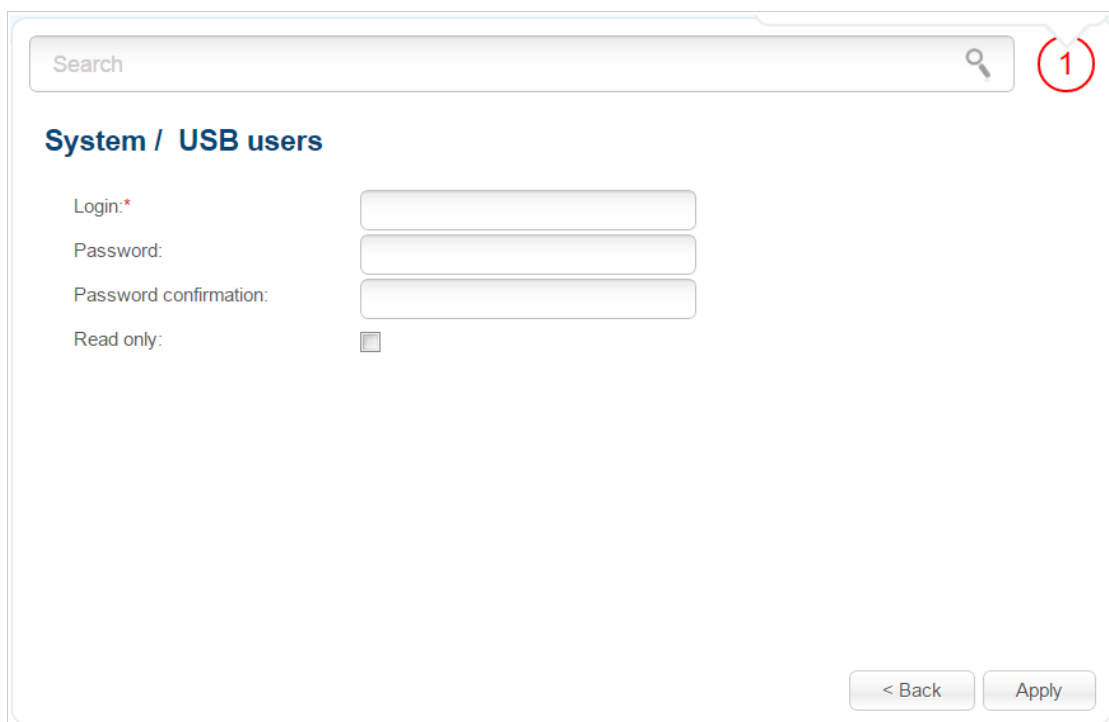 Search
1
System / USB users
Login:*
Password:
Password confirmation:
Read only:
< Back
Apply